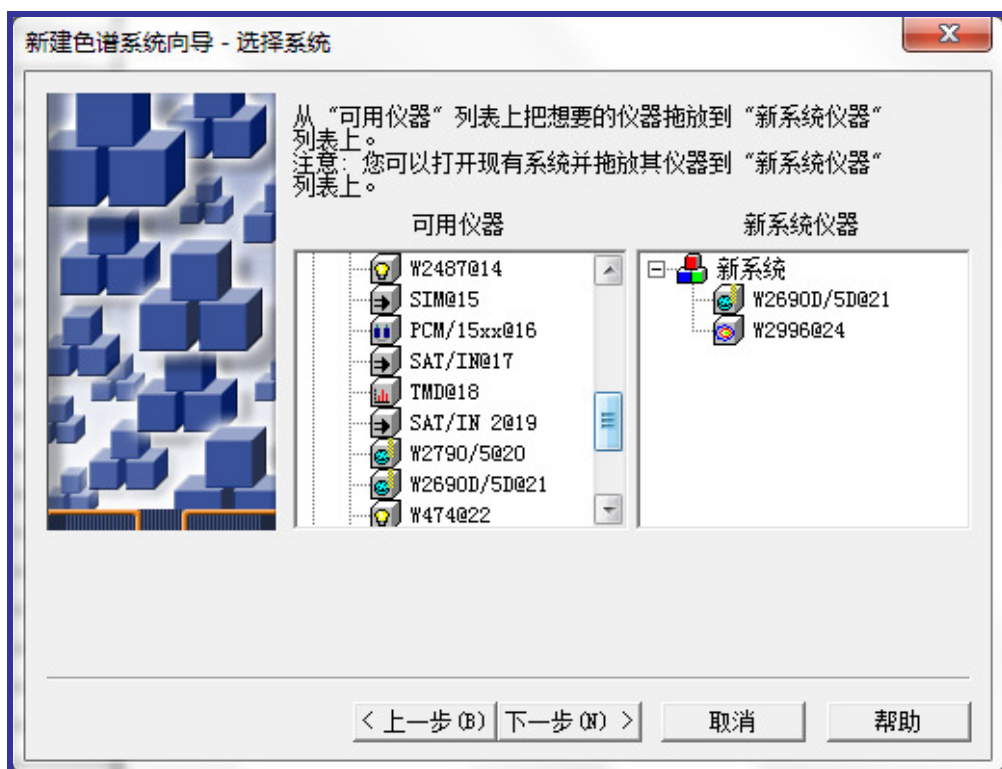 新建色谱系统向导 - 选择系统
从 “可用仪器” 列表上把想要的仪器拖放到 “新系统仪器”
列表上。
注意: 您可以打开现有系统并拖放其仪器到 “新系统仪器”
列表上。
可用仪器
W2487@14
SIM@15
PCM/15xx@16
SAT/IN@17
TMD@18
SAT/IN 2@19
W2790/5@20
W2690D/5D@21
W474@22
新系统仪器
新系统
W2690D/5D@21
W2996@24
< 上一步(B)
下一步(N) >
取消
帮助